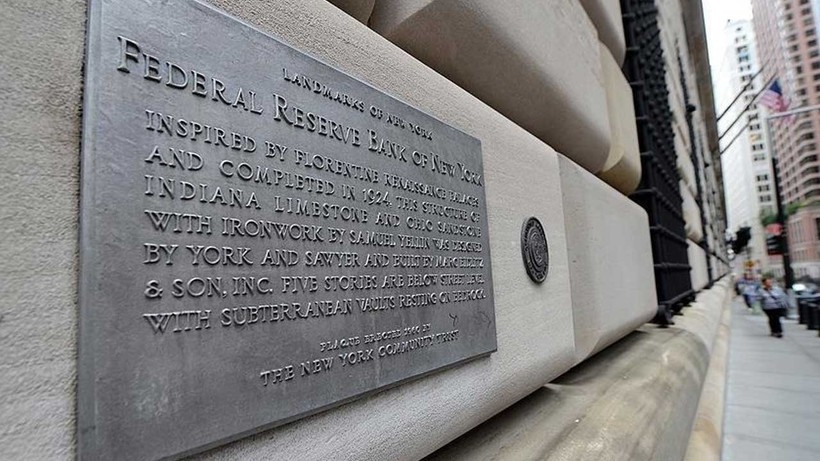 LANDMARKS OF NEW YORK
FEDERAL RESERVE BANK OF NEW YORK
INSPIRED BY FLORENTINE RENAISSANCE PALACES
AND COMPLETED IN 1924, THIS STRUCTURE OF
INDIANA LIMESTONE AND OHIO SANDSTONE
WITH IRONWORK BY SAMUEL YELLIN WAS DESIGNED
BY YORK AND SAWYER AND BUILT BY MARC EIDLITZ
& SON, INC. FIVE STORIES ARE BELOW STREET LEVEL
WITH SUBTERRANEAN VAULTS RESTING ON BEDROCK.
PLAQUE ERECTED BY
THE NEW YORK COMMUNITY TRUST